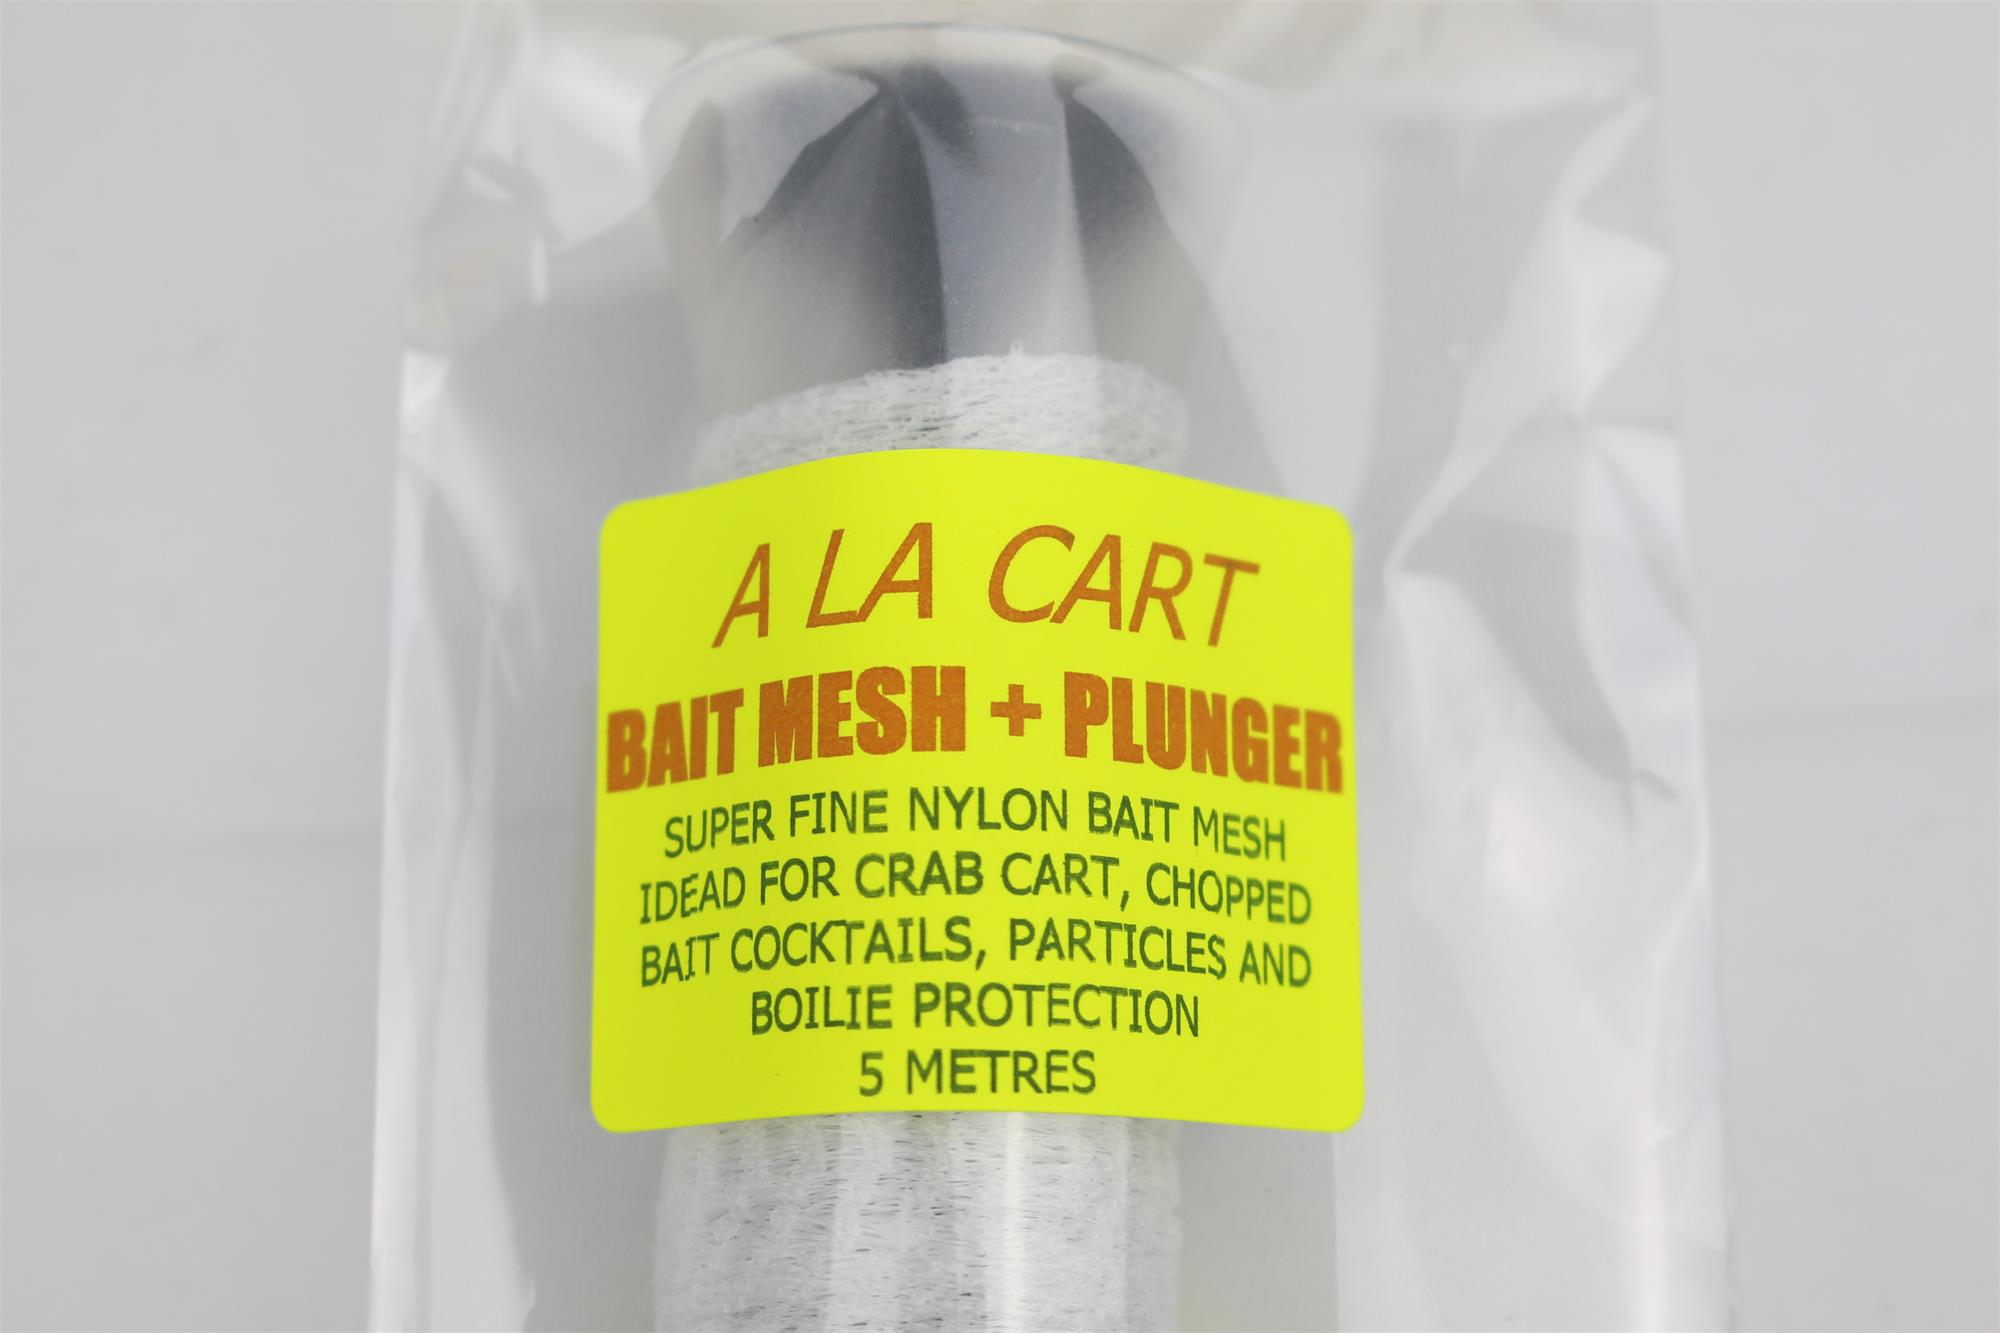 A LA CART
BAIT MESH + PLUNGER
SUPER FINE NYLON BAIT MESH
IDEAD FOR CRAB CART, CHOPPED
BAIT COCKTAILS, PARTICLES AND
BOILIE PROTECTION
5 METRES